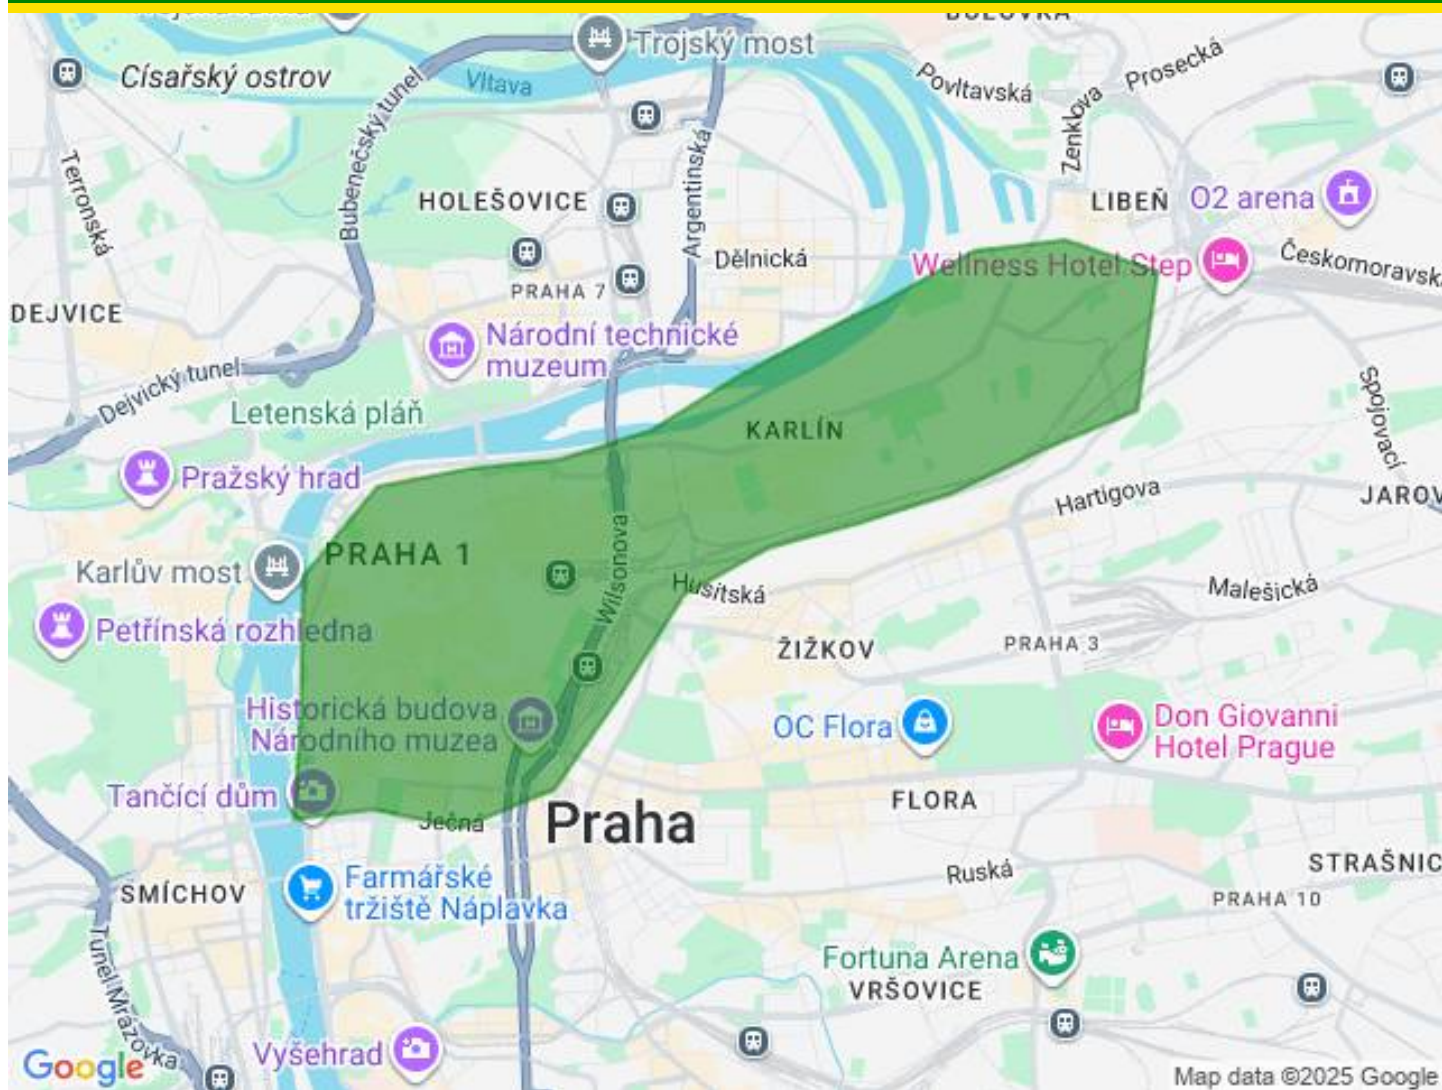 Trojský most
Císařský ostrov
Vltava
Povltavská
Prosecká
Zenklova
Bubenečský tunel
Terronská
Argentinská
HOLEŠOVICE
LIBEŇ
O2 arena
Dělnická
Wellness Hotel Step
Českomoravsk
PRAHA 7
DEJVICE
Národní technické
muzeum
Dejvický tunel
Letenská pláň
Spojovací
KARLÍN
Pražský hrad
Hartigova
JAROV
PRAHA 1
Wilsonova
Karlův most
Husitská
Malešická
Petřínská rozhledna
ŽIŽKOV
PRAHA 3
Historická budova
Národního muzea
OC Flora
Don Giovanni
Hotel Prague
Tančící dům
FLORA
Ječná
Praha
Ruská
STRAŠNIC
SMÍCHOV
Farmářské
tržiště Náplavka
PRAHA 10
Tunel Mrázovka
Fortuna Arena
VRŠOVICE
Vyšehrad
Google
Map data ©2025 Google